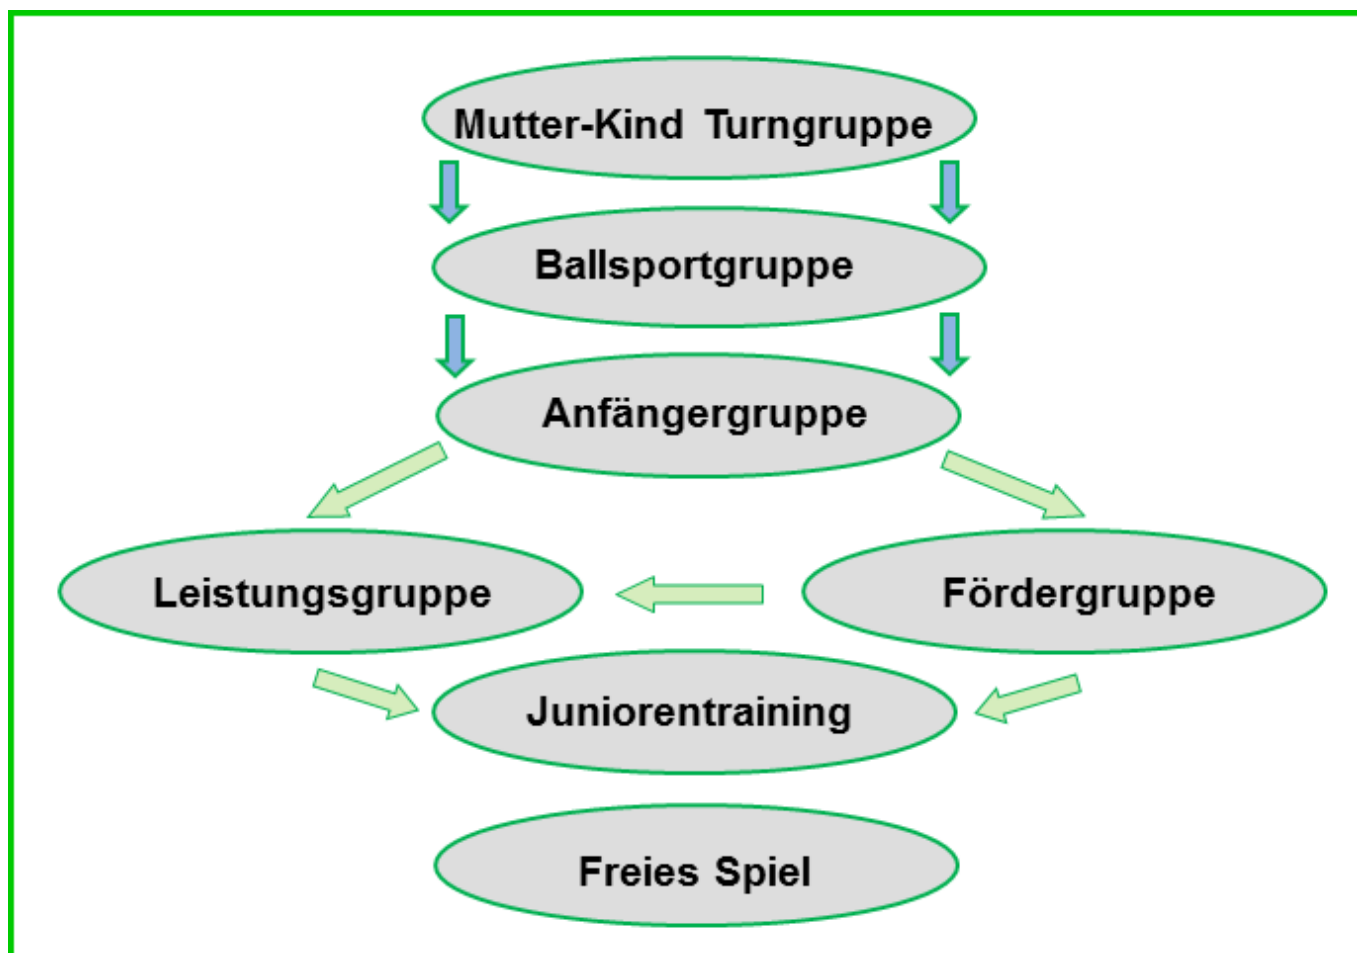 Mutter-Kind Turngruppe
Ballsportgruppe
Anfängergruppe
Leistungsgruppe
Fördergruppe
Juniorentraining
Freies Spiel